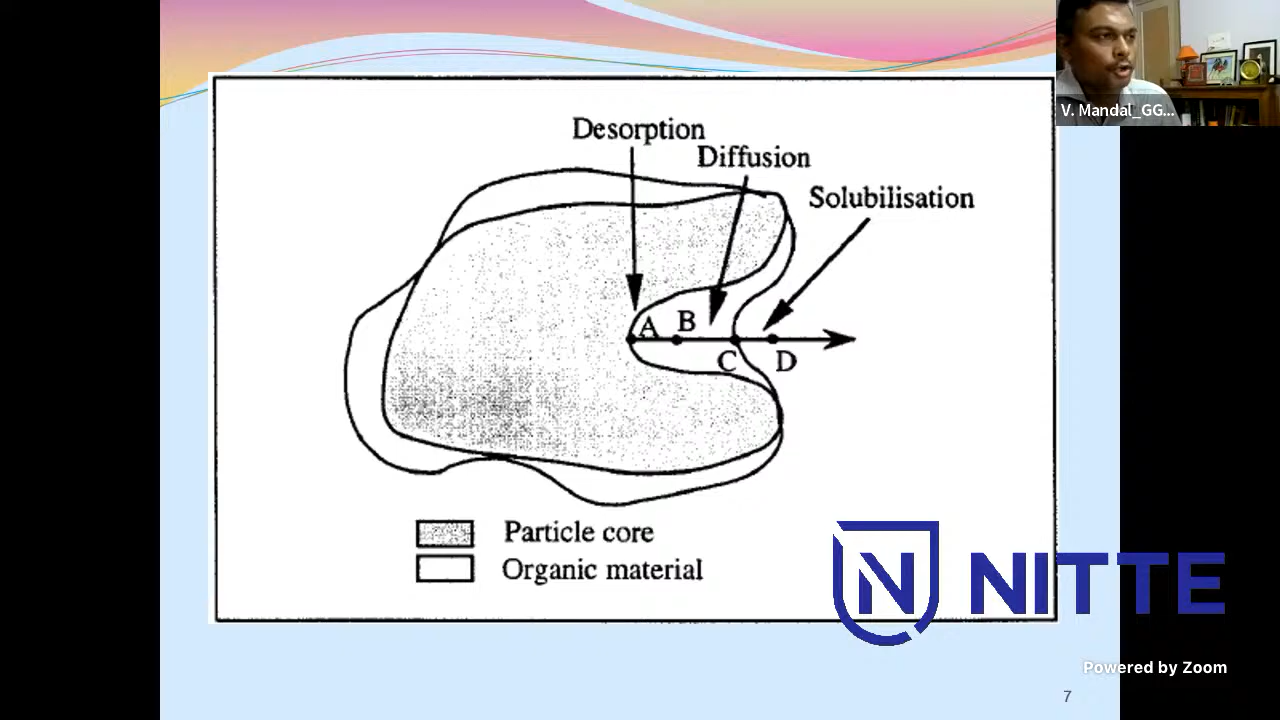 V. Mandal_GG...
Desorption
Diffusion
Solubilisation
A
B
C
D
Particle core
Organic material
N NITTE
Powered by Zoom
7